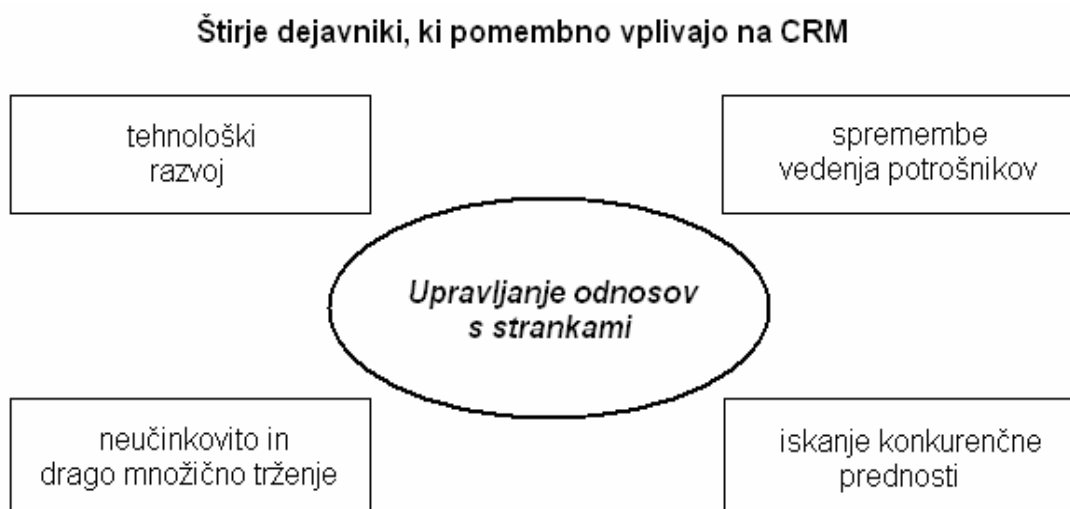 Štirje dejavniki, ki pomembno vplivajo na CRM
tehnološki
razvoj
spremembe
vedenja potrošnikov
Upravljanje odnosov
s strankami
neučinkovito in
drago množično trženje
iskanje konkurenčne
prednosti